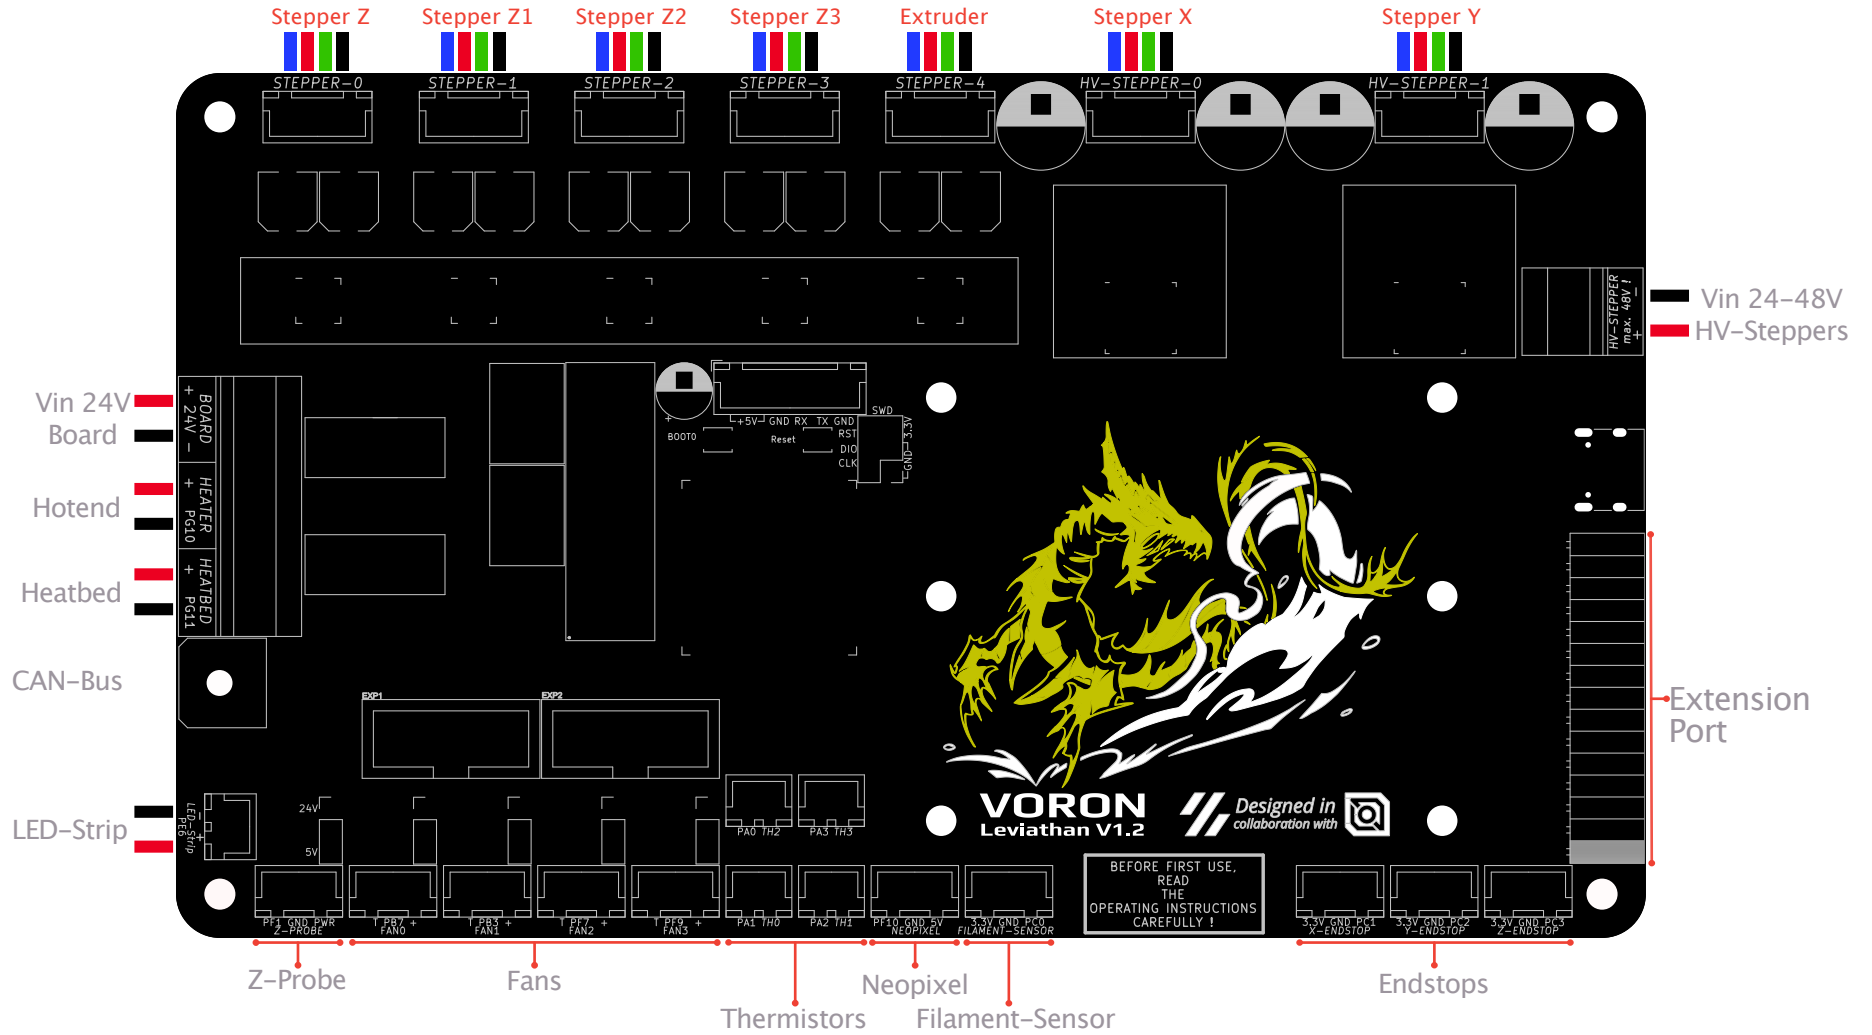 Stepper Z
Stepper Z1
Stepper Z2
Stepper Z3
Extruder
Stepper X
Stepper Y
STEPPER-0
STEPPER-1
STEPPER-2
STEPPER-3
STEPPER-4
HV-STEPPER-0
HV-STEPPER-1
HV-STEPPER
max. 48V !
+ -
Vin 24-48V
HV-Steppers
Vin 24V
Board
BOARD
+ 24V -
Hotend
HEATER
+ PG10
Heatbed
HEATBED
+ PG11
+
BOOT0
+5V
GND RX TX GND
Reset
SWD
RST
DIO
CLK
3.3V
GND
CAN-Bus
EXP1
EXP2
Extension
Port
LED-Strip
- +
LED-Strip
PE6
24V
5V
PA0 TH2
PA3 TH3
VORON
Leviathan V1.2
Designed in
collaboration with
BEFORE FIRST USE,
READ
THE
OPERATING INSTRUCTIONS
CAREFULLY !
PF1 GND PWR
Z-PROBE
T PB7 +
FAN0
T PB3 +
FAN1
T PF7 +
FAN2
T PF9 +
FAN3
PA1 TH0
PA2 TH1
PF10 GND 5V
NEOPIXEL
3.3V GND PC0
FILAMENT-SENSOR
3.3V GND PC1
X-ENDSTOP
3.3V GND PC2
Y-ENDSTOP
3.3V GND PC3
Z-ENDSTOP
Z-Probe
Fans
Thermistors
Neopixel
Filament-Sensor
Endstops